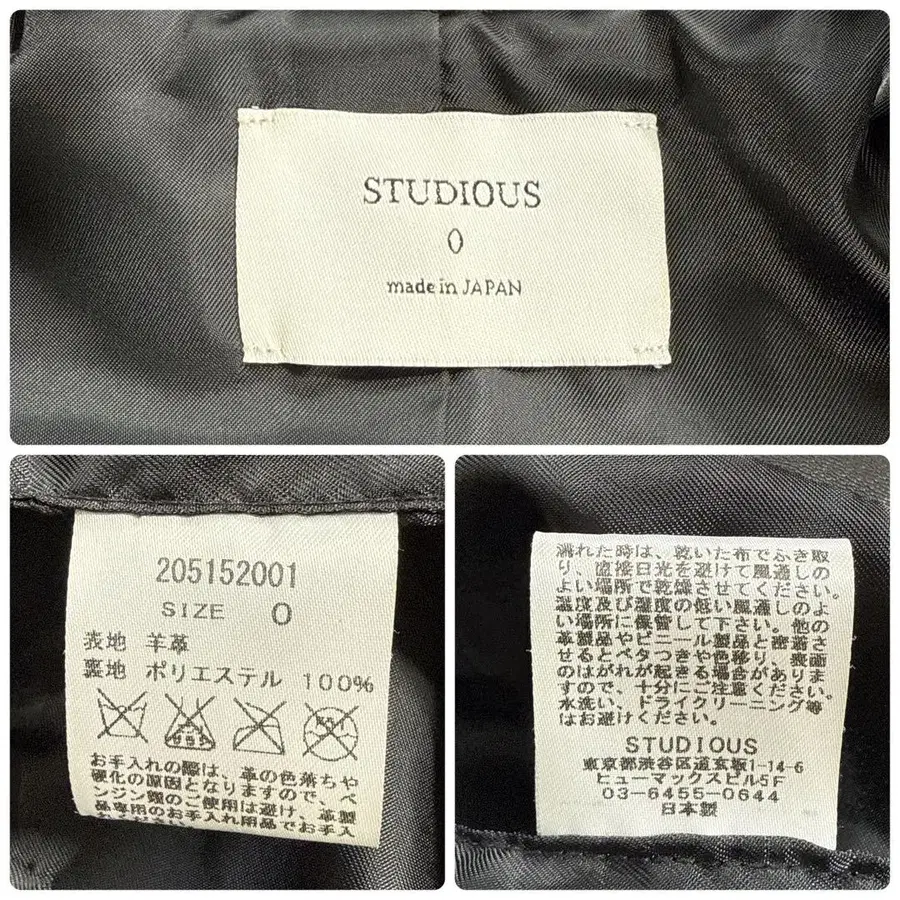 STUDIOUS
0
made in JAPAN
205152001
SIZE 0
表地 羊革
裏地 ポリエステル 100%
お手入れの際は、革の色落ちや
硬化の原因となりますので、ベ
ンジン類のご使用は避け、革製
品専用のお手入れ用品でお手入
濡れた時は、乾いた布でふき取
り、直接日光を避けて風通しの
よい場所で乾燥させてください。
温度及び湿度の低い風通しのよ
い場所に保管して下さい。他の
革製品やビニール製品と密着さ
せるとベタつきや色移り、表面
のはがれが起きる場合がありま
すので、十分にご注意ください。
水洗い、ドライクリーニング等
はお避けください。
STUDIOUS
東京都渋谷区道玄坂1-14-6
ヒューマックスビル5F
03-6455-0644
日本製